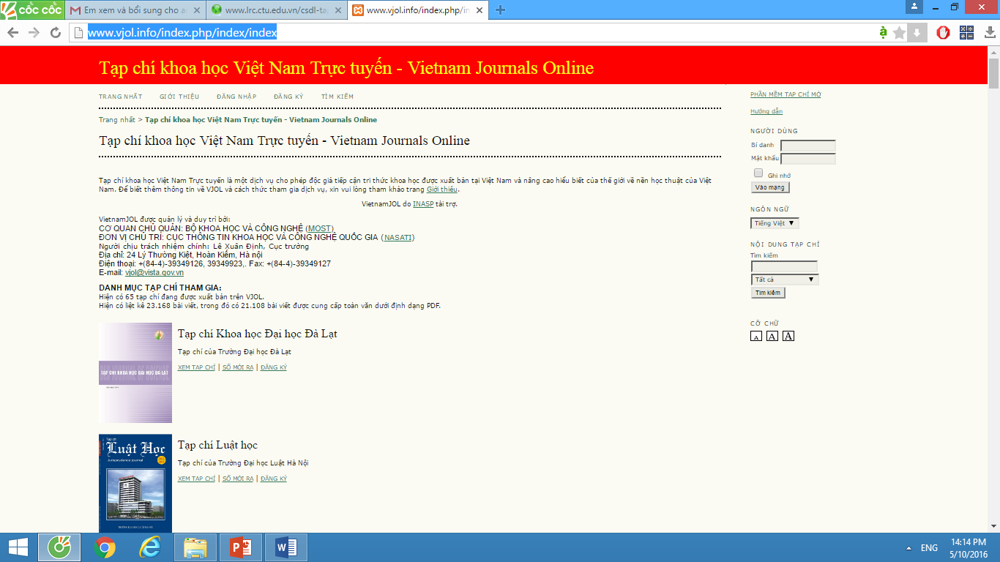 cốc cốc
Em xem và bổi sung cho a
www.lrc.ctu.edu.vn/csdl-ta
www.vjol.info/index.php/in
www.vjol.info/index.php/index/index
Tạp chí khoa học Việt Nam Trực tuyến - Vietnam Journals Online
TRANG NHẤT GIỚI THIỆU ĐĂNG NHẬP ĐĂNG KÝ TÌM KIẾM
Trang nhất > Tạp chí khoa học Việt Nam Trực tuyến - Vietnam Journals Online
Tạp chí khoa học Việt Nam Trực tuyến - Vietnam Journals Online
Tạp chí khoa học Việt Nam Trực tuyến là một dịch vụ cho phép độc giả tiếp cận tri thức khoa học được xuất bản tại Việt Nam và nâng cao hiểu biết của thế giới về nền học thuật của Việt
Nam. Để biết thêm thông tin về VJOL và cách thức tham gia dịch vụ, xin vui lòng tham khảo trang Giới thiệu.
VietnamJOL do INASP tài trợ.
VietnamJOL được quản lý và duy trì bởi:
CƠ QUAN CHỦ QUẢN: BỘ KHOA HỌC VÀ CÔNG NGHỆ (MOST)
ĐƠN VỊ CHỦ TRÌ: CỤC THÔNG TIN KHOA HỌC VÀ CÔNG NGHỆ QUỐC GIA (NASATI)
Người chịu trách nhiệm chính: Lê Xuân Định, Cục trưởng
Địa chỉ: 24 Lý Thường Kiệt, Hoàn Kiếm, Hà nội
Điện thoại: +(84-4)-39349126, 39349923,. Fax: +(84-4)-39349127
E-mail: vjol@vista.gov.vn
DANH MỤC TẠP CHÍ THAM GIA:
Hiện có 65 tạp chí đang được xuất bản trên VJOL.
Hiện có liệt kê 23.168 bài viết, trong đó có 21.108 bài viết được cung cấp toàn văn dưới định dạng PDF.
TẠP CHÍ KHOA HỌC ĐẠI HỌC ĐÀ LẠT
Tạp chí Khoa học Đại học Đà Lạt
Tạp chí của Trường Đại học Đà Lạt
XEM TẠP CHÍ | SỐ MỚI RA | ĐĂNG KÝ
Tạp chí
Luật Học
Jurisprudence Journal
Tạp chí Luật học
Tạp chí của Trường Đại học Luật Hà Nội
XEM TẠP CHÍ | SỐ MỚI RA | ĐĂNG KÝ
PHẦN MỀM TẠP CHÍ MỞ
Hướng dẫn
NGƯỜI DÙNG
Bí danh
Mật khẩu
Ghi nhớ
Vào mạng
NGÔN NGỮ
Tiếng Việt
NỘI DUNG TẠP CHÍ
Tìm kiếm
Tất cả
Tìm kiếm
CỠ CHỮ
A A A
ENG
14:14 PM
5/10/2016